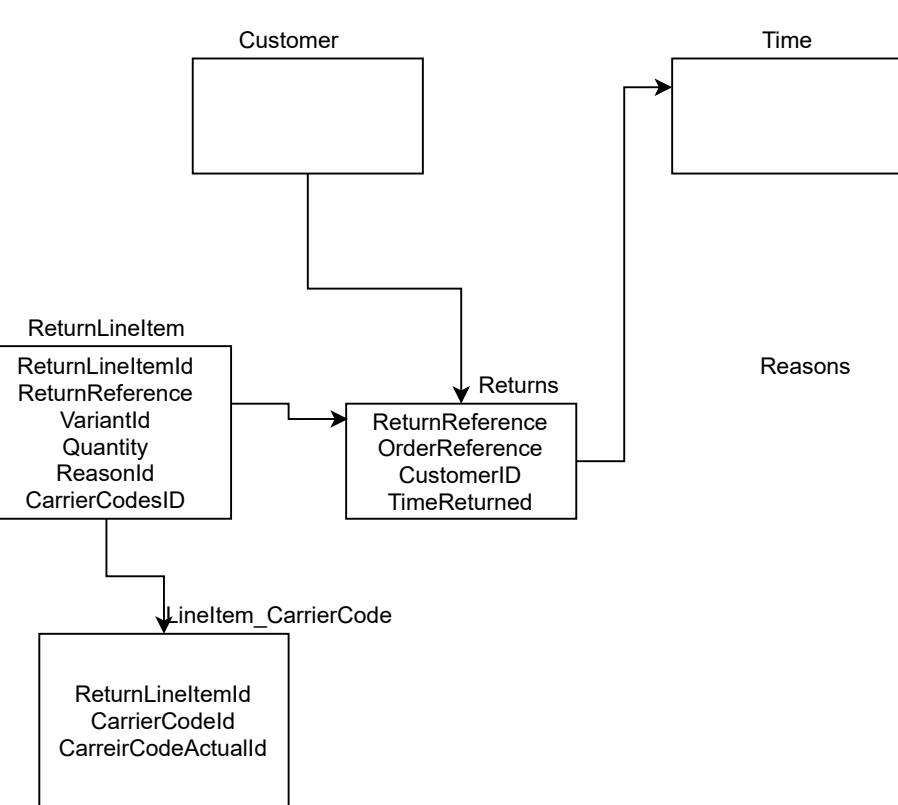 Customer
Time
ReturnLineItem
ReturnLineItemId
ReturnReference
VariantId
Quantity
ReasonId
CarrierCodesID
Returns
ReturnReference
OrderReference
CustomerID
TimeReturned
Reasons
LineItem_CarrierCode
ReturnLineItemId
CarrierCodeId
CarreirCodeActualId